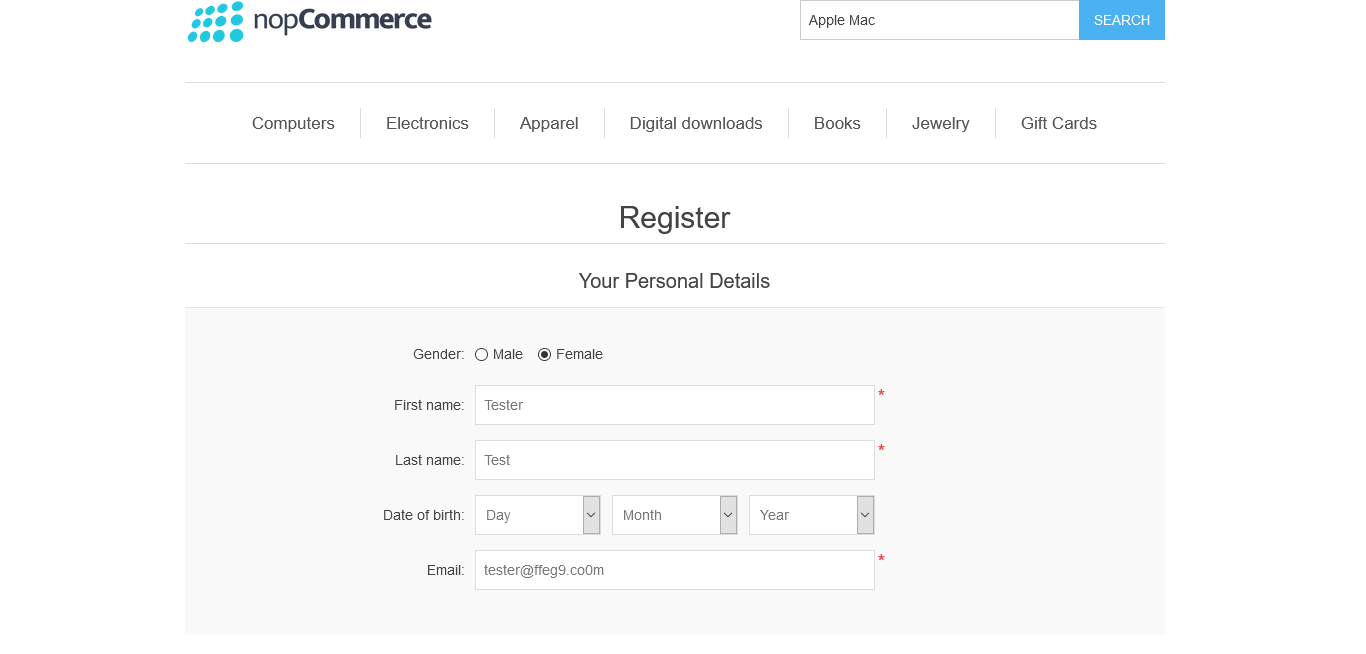 nopCommerce
Apple Mac SEARCH
Computers Electronics Apparel Digital downloads Books Jewelry Gift Cards
Register
Your Personal Details
Gender: Male Female
First name: Tester *
Last name: Test *
Date of birth: Day Month Year
Email: tester@ffeg9.co0m *